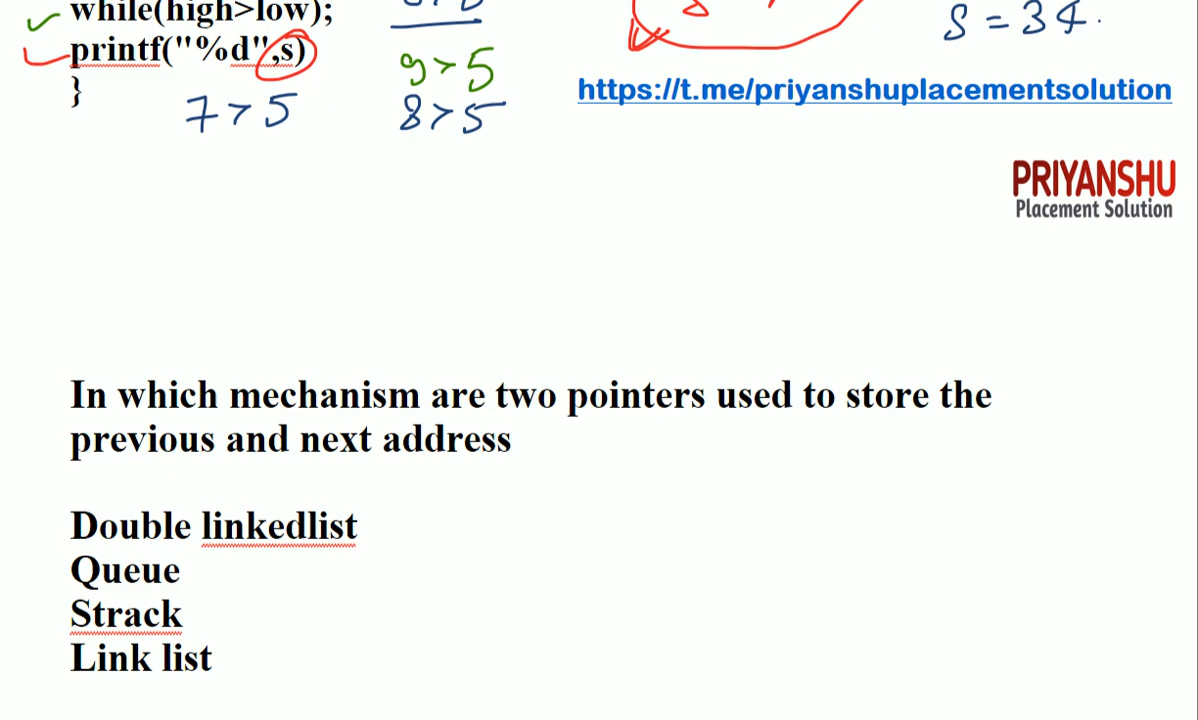 while(high>low);
printf("%d",s)
}
9>5
7>5
8>5
S = 34.
https://t.me/priyanshuplacementsolution
PRIYANSHU
Placement Solution
In which mechanism are two pointers used to store the
previous and next address
Double linkedlist
Queue
Strack
Link list